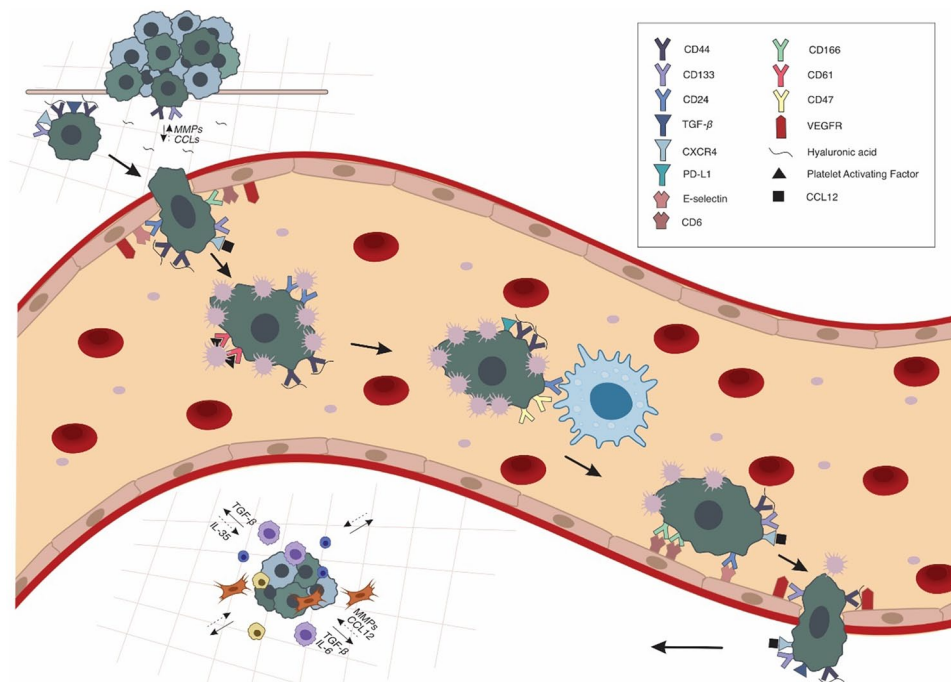 CD44
CD133
CD24
TGF-β
CXCR4
PD-L1
E-selectin
CD6
CD166
CD61
CD47
VEGFR
Hyaluronic acid
Platelet Activating Factor
CCL12
MMPs
CCLs
TGF-β
IL-35
MMPs
CCL12
TGF-β
IL-6